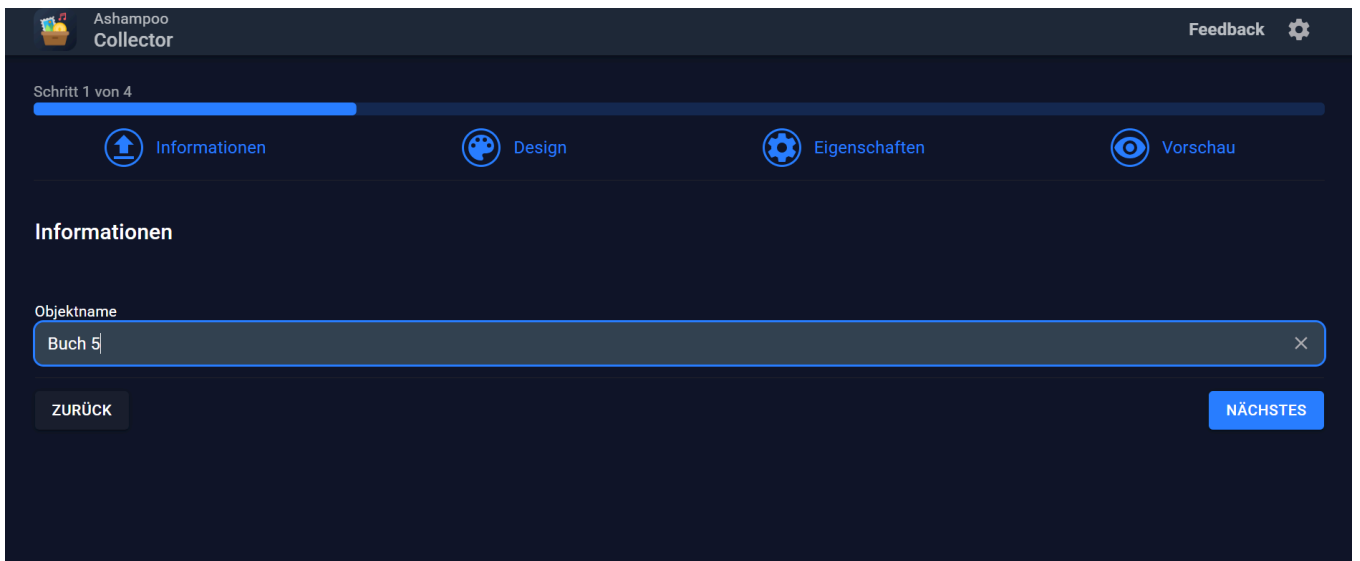 Ashampoo
Collector
Feedback
Schritt 1 von 4
Informationen Design Eigenschaften Vorschau
Informationen
Objektname
Buch 5
ZURÜCK NÄCHSTES